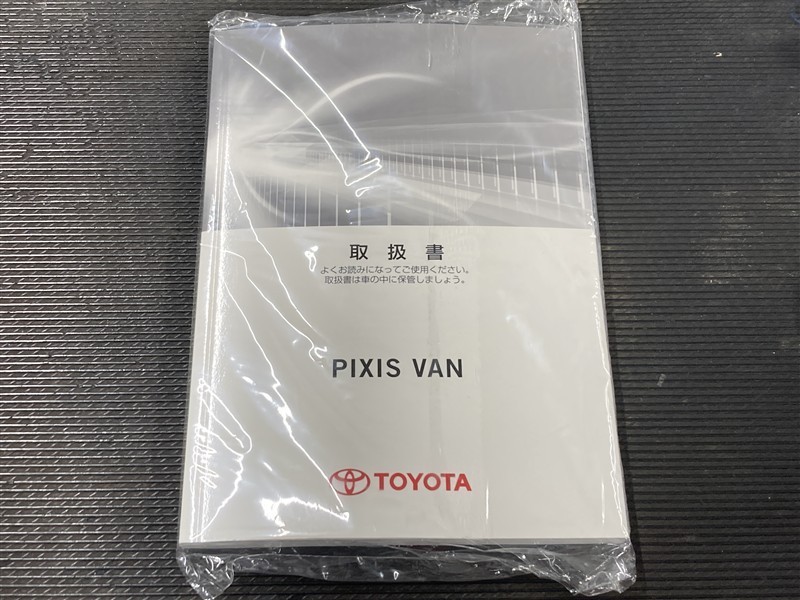 取扱書
よくお読みになってご使用ください。
取扱書は車の中に保管しましょう。
PIXIS VAN
TOYOTA